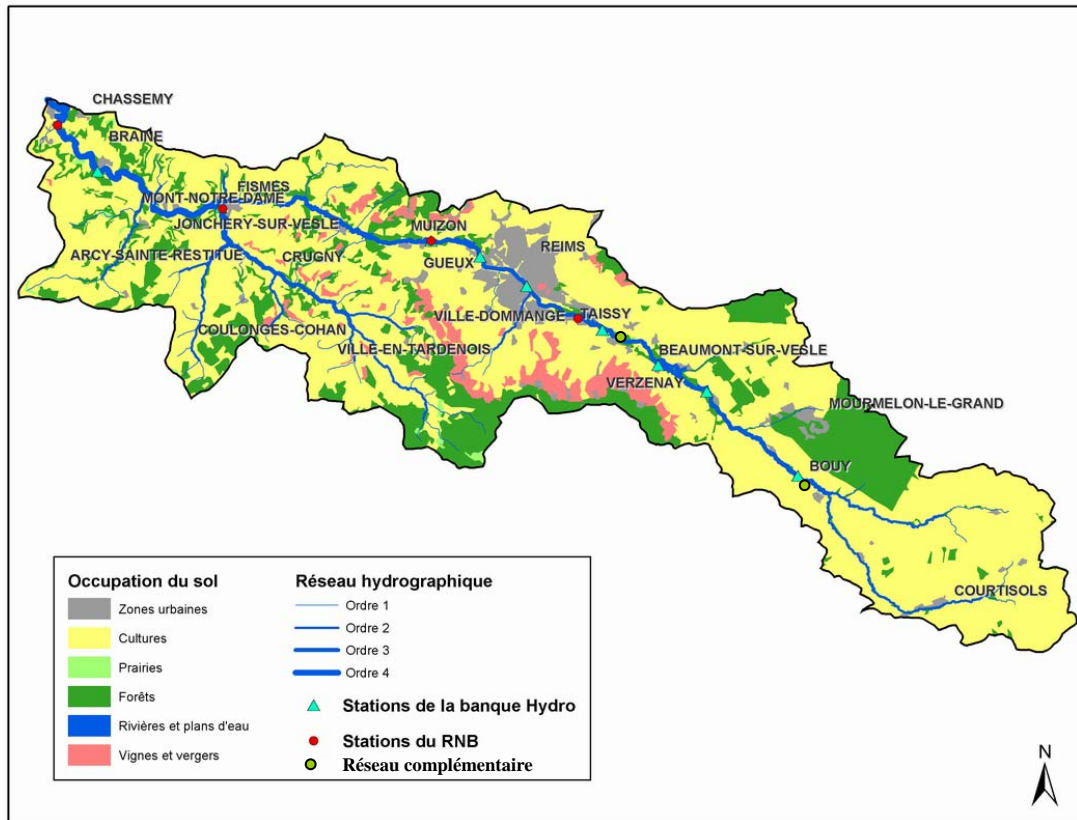 CHASSEMY
BRAINE
FISMES
MONT-NOTRE-DAME
JONCHERY-SUR-VESLE
MUIZON
REIMS
ARCY-SAINTE-RESTITUE
CRUGNY
GUEUX
COULONGES-COHAN
VILLE-DOMMANGE
TAISSY
VILLE-EN-TARDENOIS
BEAUMONT-SUR-VESLE
VERZENAY
MOURMELON-LE-GRAND
BOUY
COURTISOLS
Occupation du sol
Zones urbaines
Cultures
Prairies
Forêts
Rivières et plans d'eau
Vignes et vergers
Réseau hydrographique
Ordre 1
Ordre 2
Ordre 3
Ordre 4
Stations de la banque Hydro
Stations du RNB
Réseau complémentaire
N